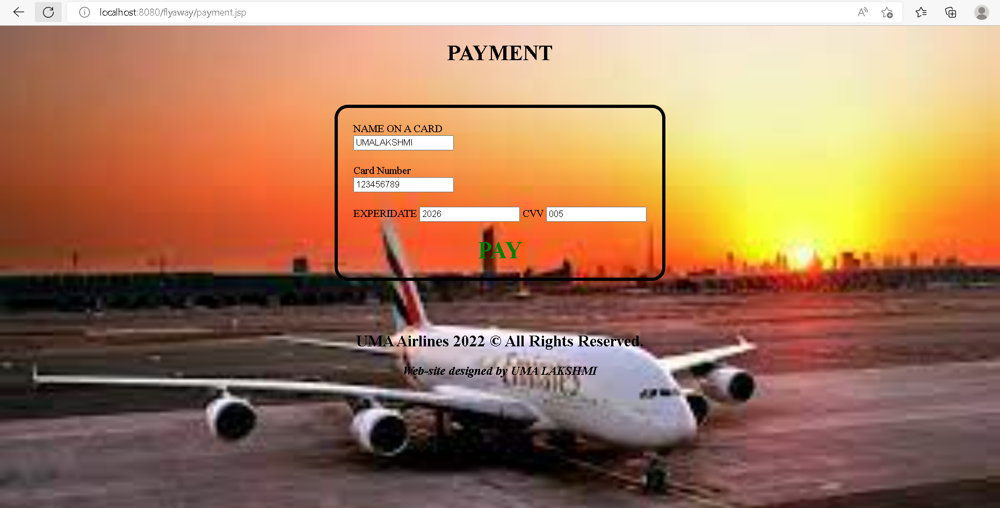 localhost:8080/flyaway/payment.jsp
PAYMENT
NAME ON A CARD
UMALAKSHMI
Card Number
123456789
EXPERIDATE 2026 CVV 005
PAY
UMA Airlines 2022 © All Rights Reserved.
Web-site designed by UMA LAKSHMI